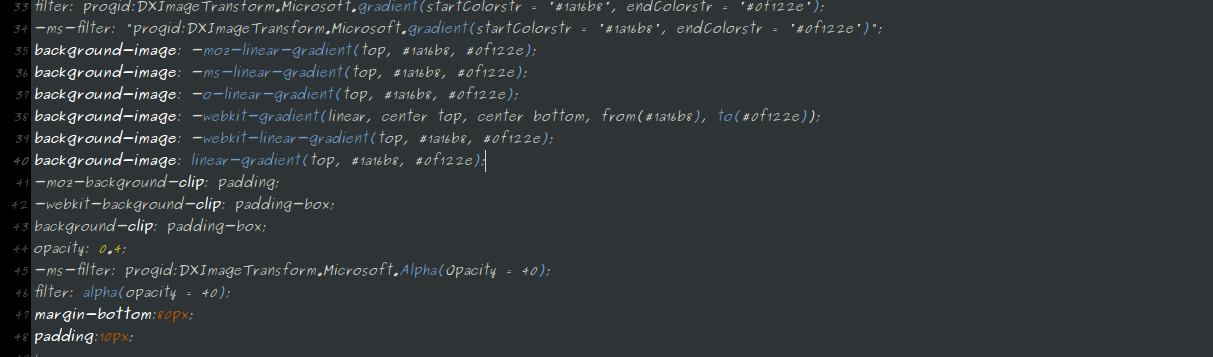 33 filter: progid:DXImageTransform.Microsoft.gradient(startColorstr = '#1a16b8', endColorstr = '#0f122e');
34 -ms-filter: "progid:DXImageTransform.Microsoft.gradient(startColorstr = '#1a16b8', endColorstr = '#0f122e')";
35 background-image: -moz-linear-gradient(top, #1a16b8, #0f122e);
36 background-image: -ms-linear-gradient(top, #1a16b8, #0f122e);
37 background-image: -o-linear-gradient(top, #1a16b8, #0f122e);
38 background-image: -webkit-gradient(linear, center top, center bottom, from(#1a16b8), to(#0f122e));
39 background-image: -webkit-linear-gradient(top, #1a16b8, #0f122e);
40 background-image: linear-gradient(top, #1a16b8, #0f122e);
41 -moz-background-clip: padding;
42 -webkit-background-clip: padding-box;
43 background-clip: padding-box;
44 opacity: 0.4;
45 -ms-filter: progid:DXImageTransform.Microsoft.Alpha(Opacity = 40);
46 filter: alpha(opacity = 40);
47 margin-bottom:80px;
48 padding:10px;